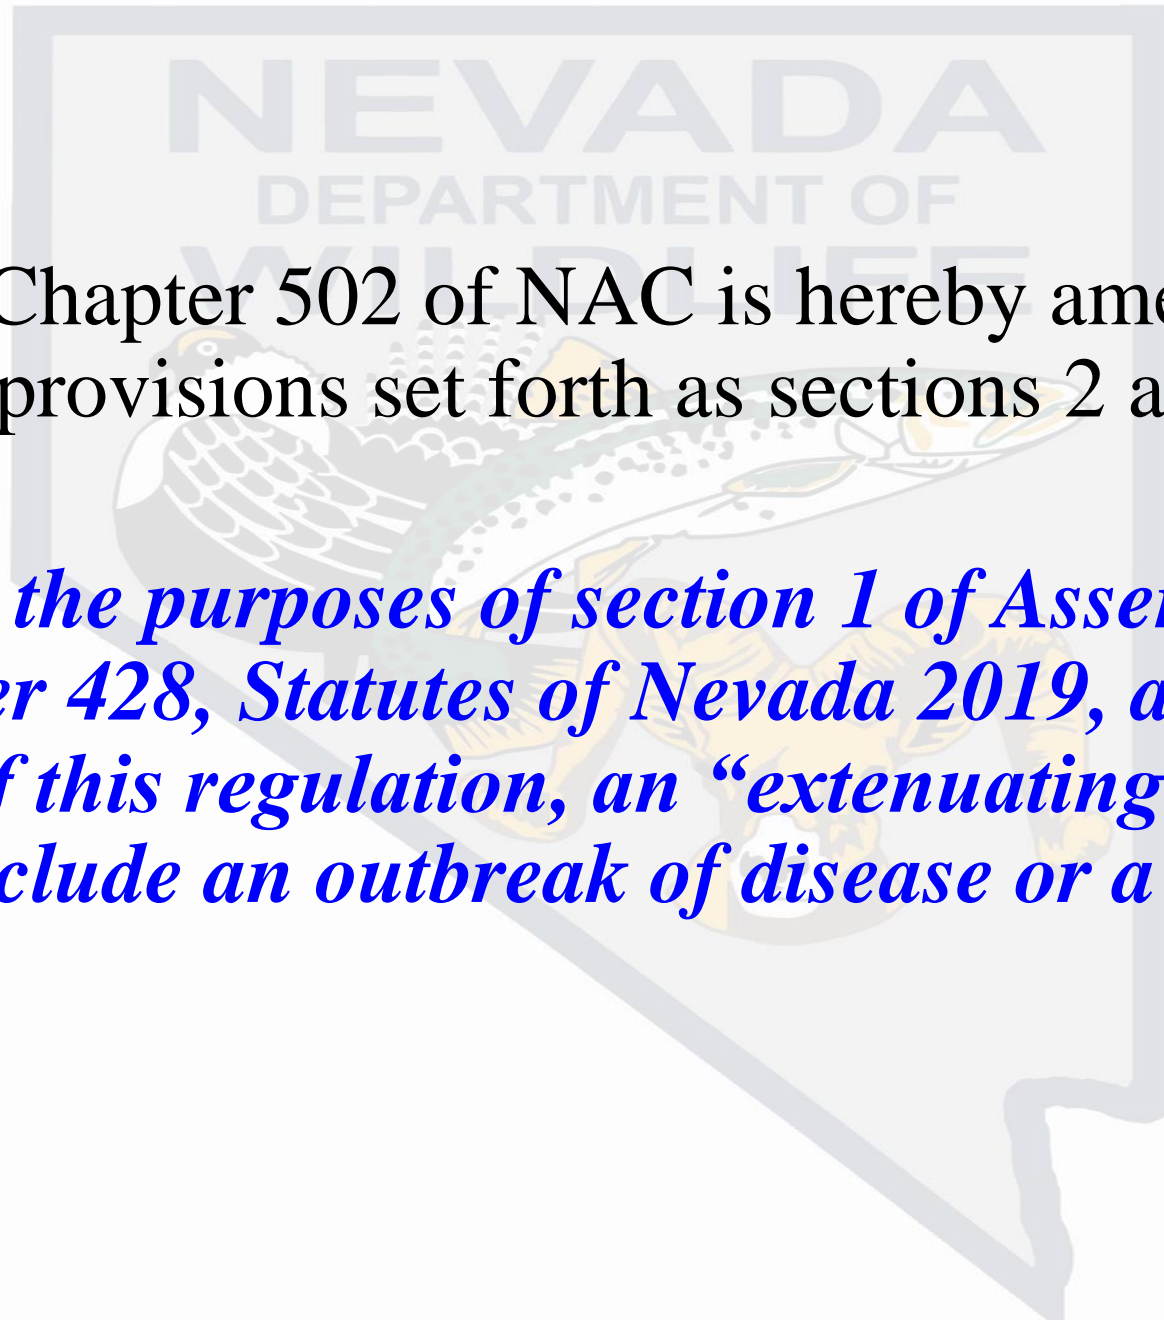 NEVADA
DEPARTMENT OF
WILDLIFE
Chapter 502 of NAC is hereby ame
provisions set forth as sections 2 a
the purposes of section 1 of Asse
er 428, Statutes of Nevada 2019, a
f this regulation, an “extenuating
clude an outbreak of disease or a